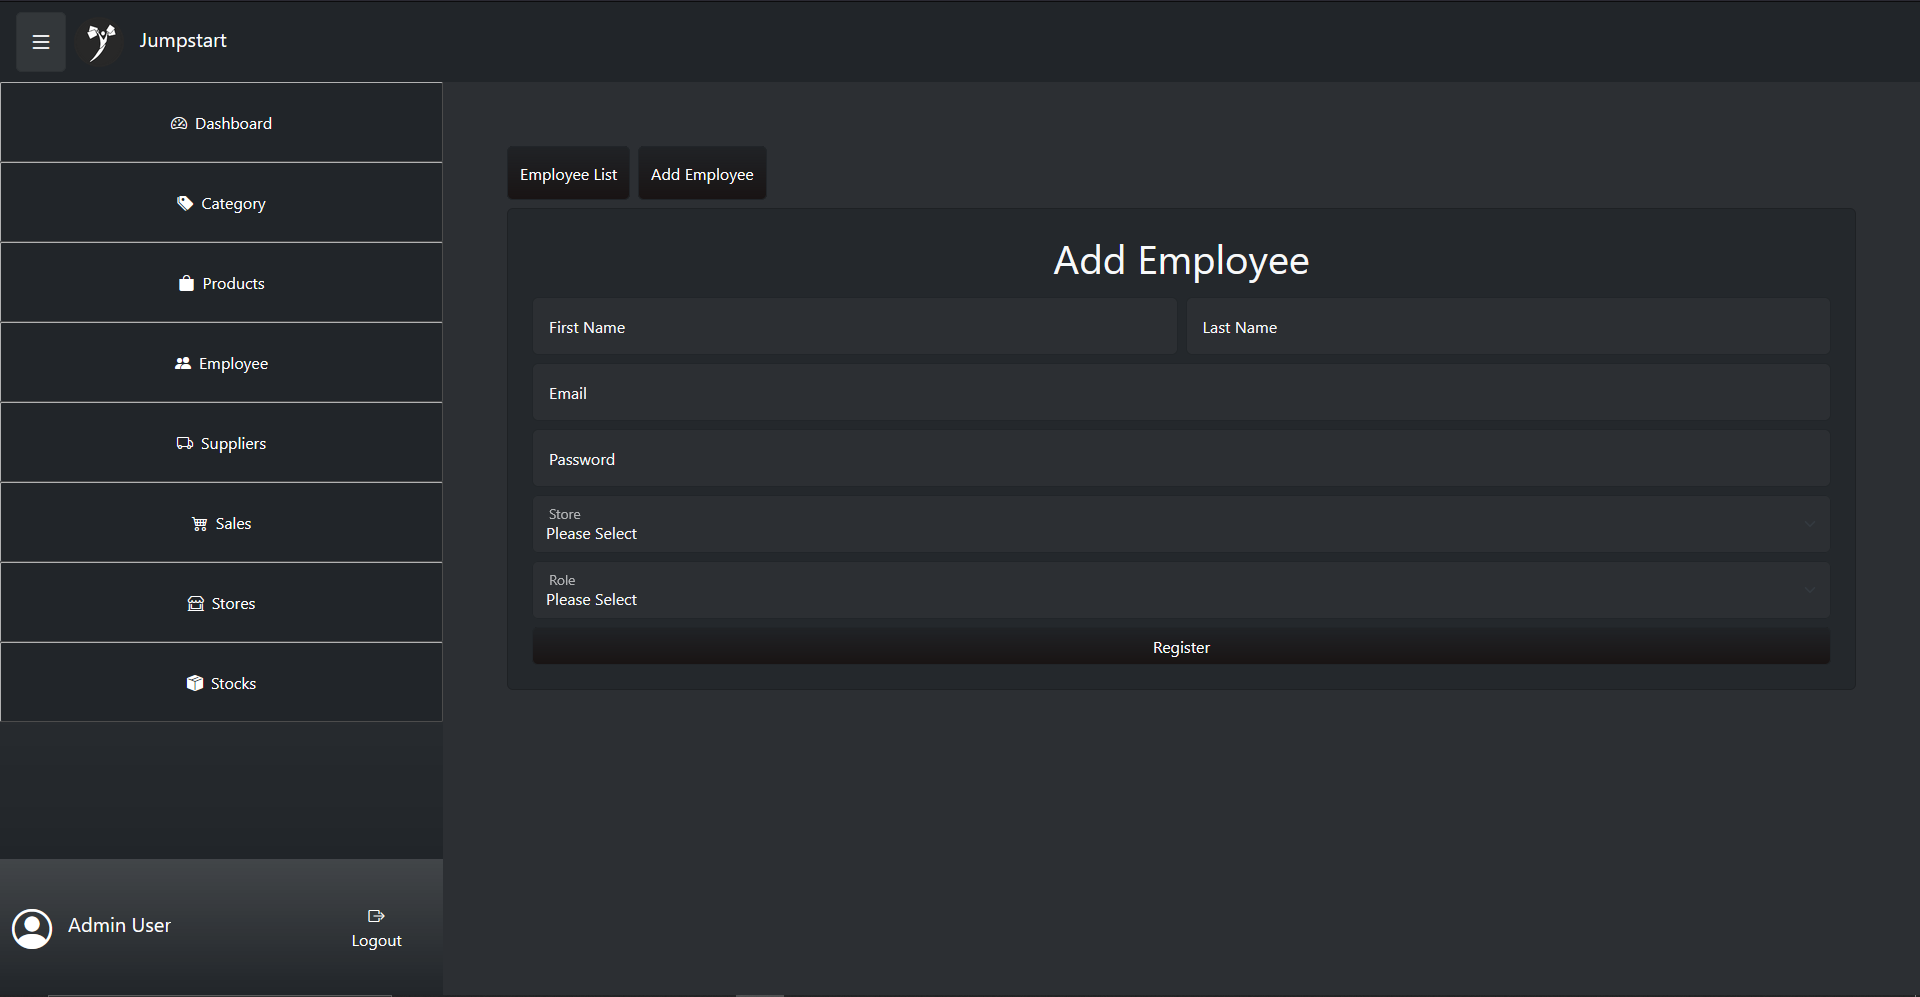 Jumpstart
Dashboard
Category
Products
Employee
Suppliers
Sales
Stores
Stocks
Admin User
Logout
Employee List
Add Employee
Add Employee
First Name
Last Name
Email
Password
Store
Please Select
Role
Please Select
Register